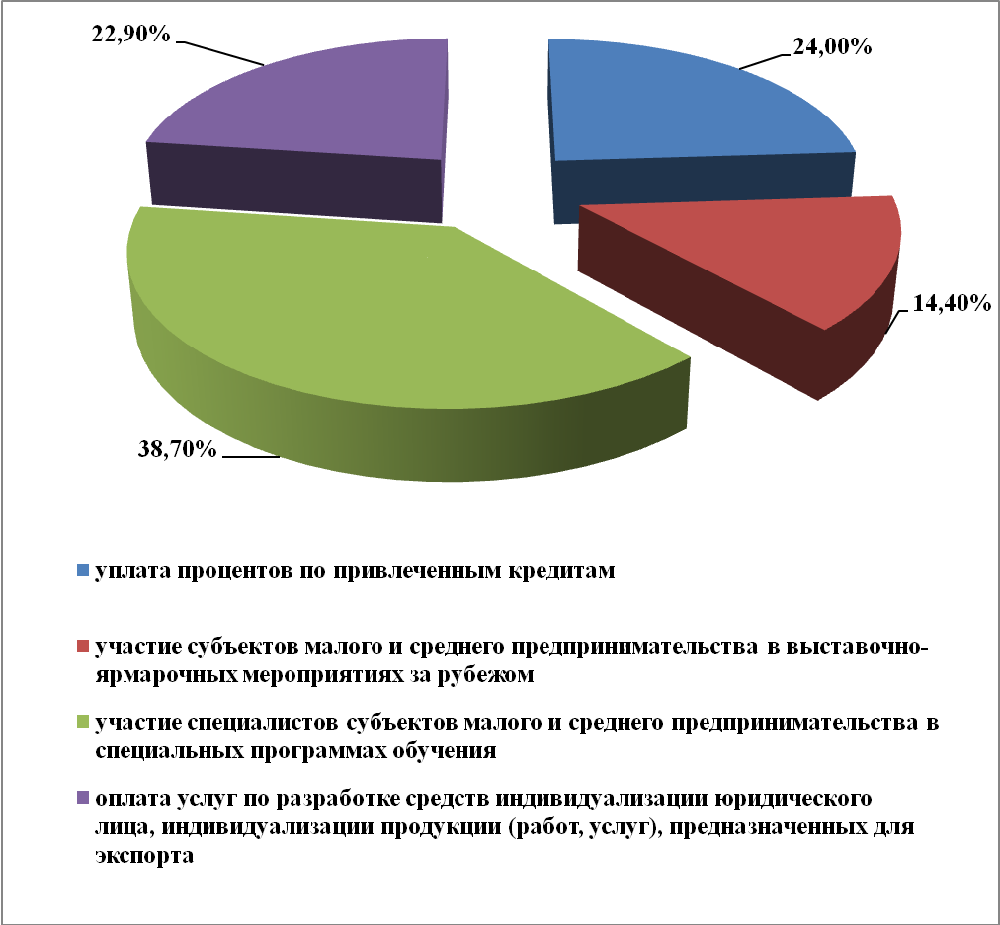 22,90%
24,00%
14,40%
38,70%
уплата процентов по привлеченным кредитам
участие субъектов малого и среднего предпринимательства в выставочно-
ярмарочных мероприятиях за рубежом
участие специалистов субъектов малого и среднего предпринимательства в
специальных программах обучения
оплата услуг по разработке средств индивидуализации юридического
лица, индивидуализации продукции (работ, услуг), предназначенных для
экспорта